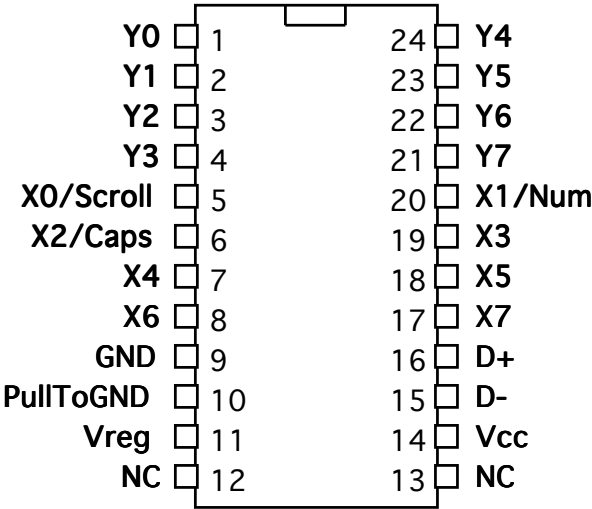 Y0 1 24 Y4
Y1 2 23 Y5
Y2 3 22 Y6
Y3 4 21 Y7
X0/Scroll 5 20 X1/Num
X2/Caps 6 19 X3
X4 7 18 X5
X6 8 17 X7
GND 9 16 D+
PullToGND 10 15 D-
Vreg 11 14 Vcc
NC 12 13 NC